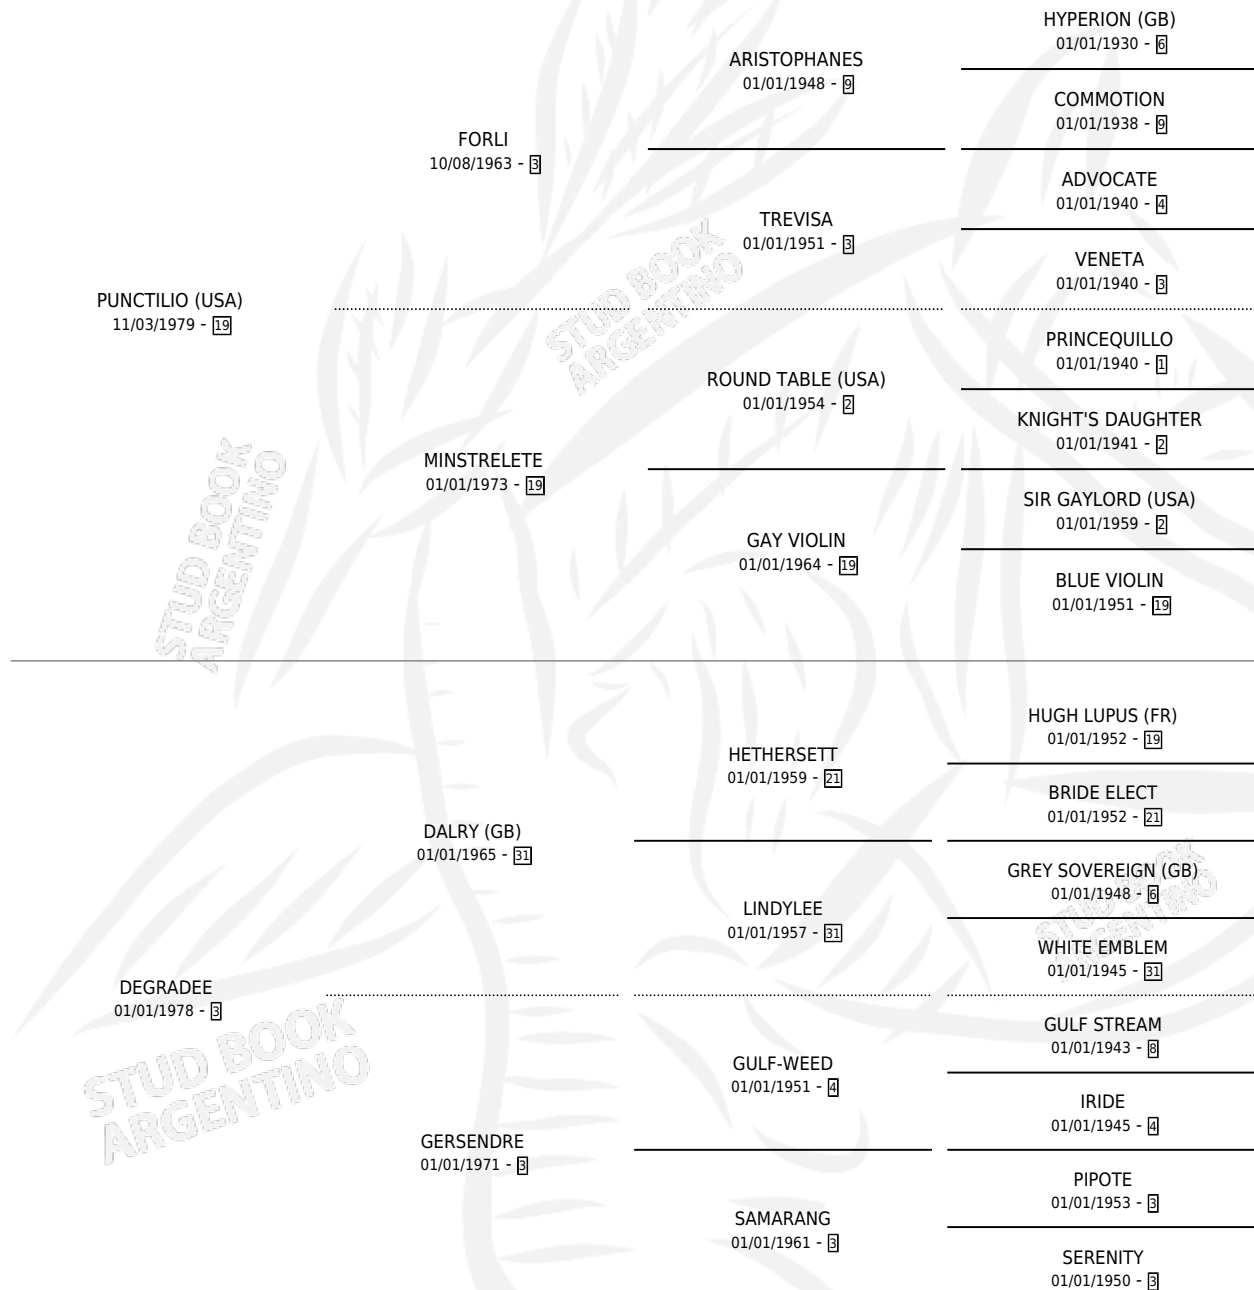 HYPERION (GB)
01/01/1930 - 6
ARISTOPHANES
01/01/1948 - 9
COMMOTION
01/01/1938 - 9
FORLI
10/08/1963 - 3
ADVOCATE
01/01/1940 - 4
TREVISA
01/01/1951 - 3
VENETA
01/01/1940 - 3
PUNCTILIO (USA)
11/03/1979 - 19
STUD BOOK
ARGENTINO
PRINCEQUILLO
01/01/1940 - 1
ROUND TABLE (USA)
01/01/1954 - 2
KNIGHT'S DAUGHTER
01/01/1941 - 2
MINSTRELETE
01/01/1973 - 19
SIR GAYLORD (USA)
01/01/1959 - 2
GAY VIOLIN
01/01/1964 - 19
BLUE VIOLIN
01/01/1951 - 19
STUD BOOK
ARGENTINO
HUGH LUPUS (FR)
01/01/1952 - 19
HETHERSETT
01/01/1959 - 21
BRIDE ELECT
01/01/1952 - 21
DALRY (GB)
01/01/1965 - 31
GREY SOVEREIGN (GB)
01/01/1948 - 6
LINDYLEE
01/01/1957 - 31
WHITE EMBLEM
01/01/1945 - 31
STUD BOOK
ARGENTINO
DEGRADEE
01/01/1978 - 3
STUD BOOK
ARGENTINO
GULF STREAM
01/01/1943 - 8
GULF-WEED
01/01/1951 - 4
IRIDE
01/01/1945 - 4
GERSENDRE
01/01/1971 - 3
PIPOTE
01/01/1953 - 3
SAMARANG
01/01/1961 - 3
SERENITY
01/01/1950 - 3